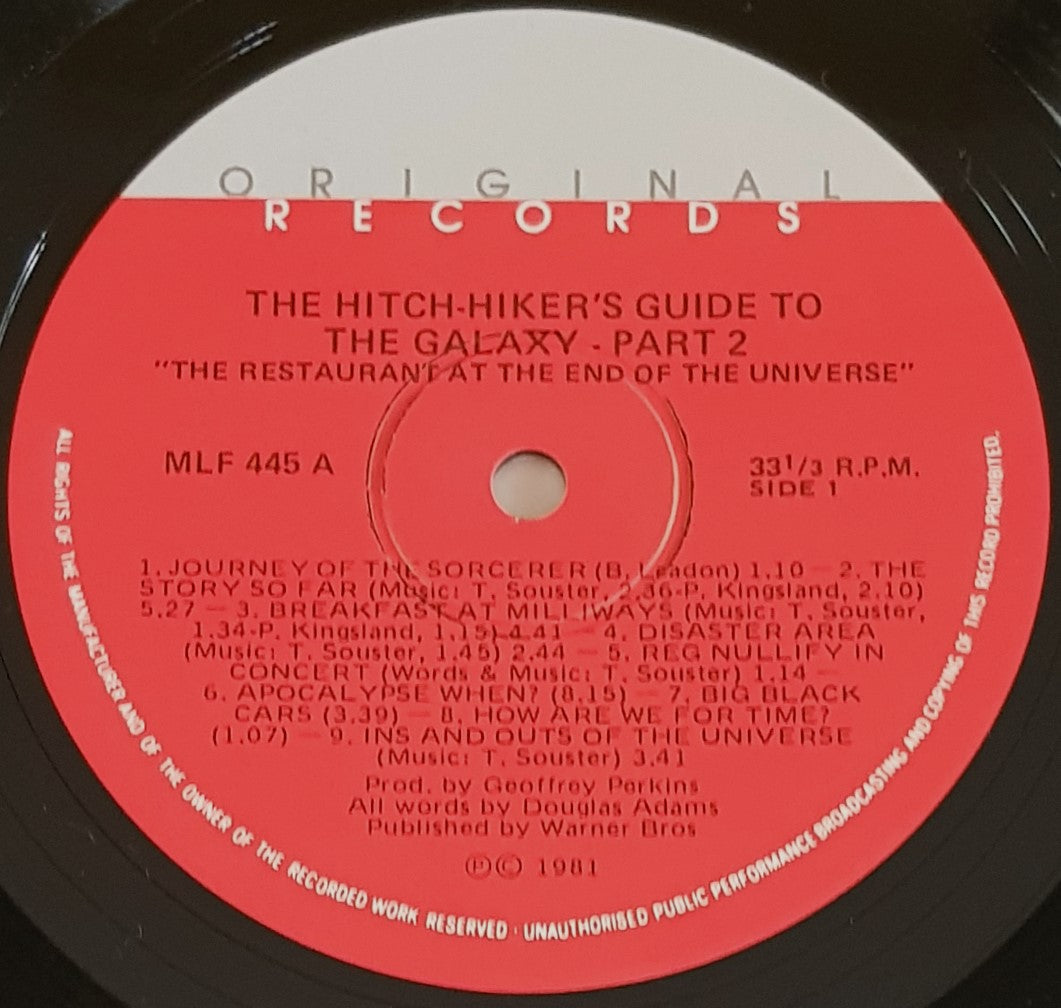 ORIGINAL
RECORDS
THE HITCH-HIKER'S GUIDE TO
THE GALAXY - PART 2
"THE RESTAURANT AT THE END OF THE UNIVERSE"
MLF 445 A
33 1/3 R.P.M.
SIDE 1
1. JOURNEY OF THE SORCERER (B. Leadon) 1.10 — 2. THE
STORY SO FAR (Music: T. Souster, 2.36-P. Kingsland, 2.10)
5.27 — 3. BREAKFAST AT MILLIWAYS (Music: T. Souster,
1.34-P. Kingsland, 1.15) 4.41 — 4. DISASTER AREA
(Music: T. Souster, 1.45) 2.44 — 5. REG NULLIFY IN
CONCERT (Words & Music: T. Souster) 1.14 —
6. APOCALYPSE WHEN? (8.15) — 7. BIG BLACK
CARS (3.39) — 8. HOW ARE WE FOR TIME?
(1.07) — 9. INS AND OUTS OF THE UNIVERSE
(Music: T. Souster) 3.41
Prod. by Geoffrey Perkins
All words by Douglas Adams
Published by Warner Bros
℗© 1981
ALL RIGHTS OF THE MANUFACTURER AND OF THE OWNER OF THE RECORDED WORK RESERVED · UNAUTHORISED PUBLIC PERFORMANCE BROADCASTING AND COPYING OF THIS RECORD PROHIBITED.